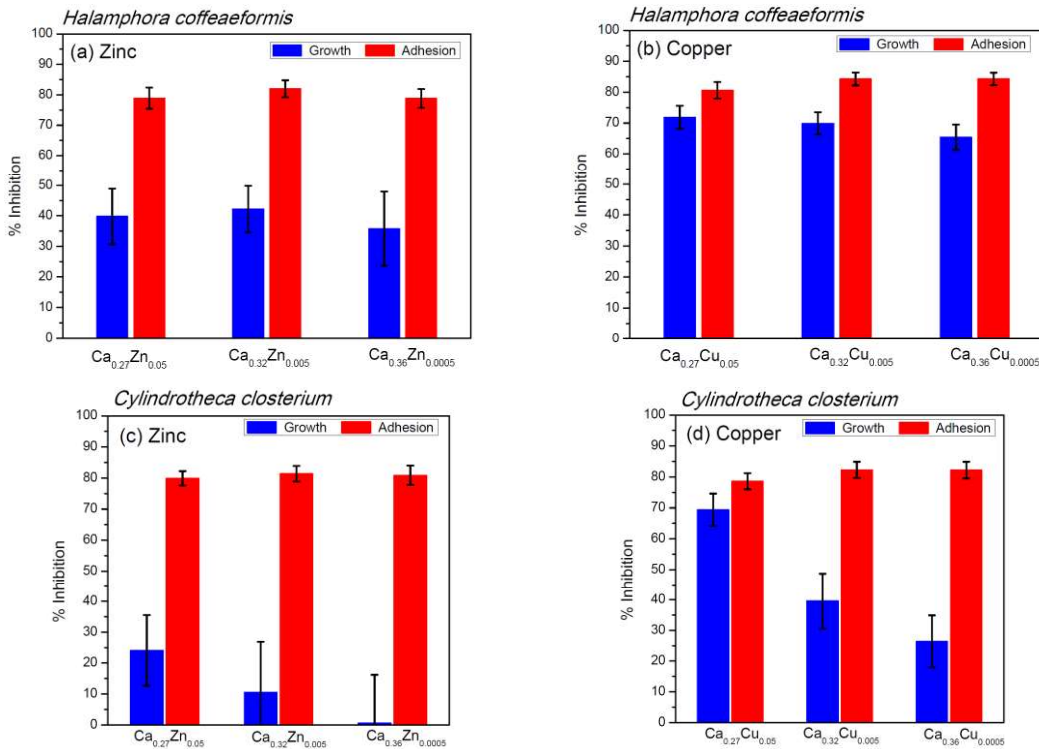 Halamphora coffeaeformis
(a) Zinc
Growth Adhesion
100
90
80
70
60
50
40
30
20
10
0
% Inhibition
Ca0.27Zn0.05 Ca0.32Zn0.005 Ca0.36Zn0.0005
Halamphora coffeaeformis
(b) Copper
Growth Adhesion
100
90
80
70
60
50
40
30
20
10
0
% Inhibition
Ca0.27Cu0.05 Ca0.32Cu0.005 Ca0.36Cu0.0005
Cylindrotheca closterium
(c) Zinc
Growth Adhesion
100
90
80
70
60
50
40
30
20
10
0
% Inhibition
Ca0.27Zn0.05 Ca0.32Zn0.005 Ca0.36Zn0.0005
Cylindrotheca closterium
(d) Copper
Growth Adhesion
100
90
80
70
60
50
40
30
20
10
0
% Inhibition
Ca0.27Cu0.05 Ca0.32Cu0.005 Ca0.36Cu0.0005